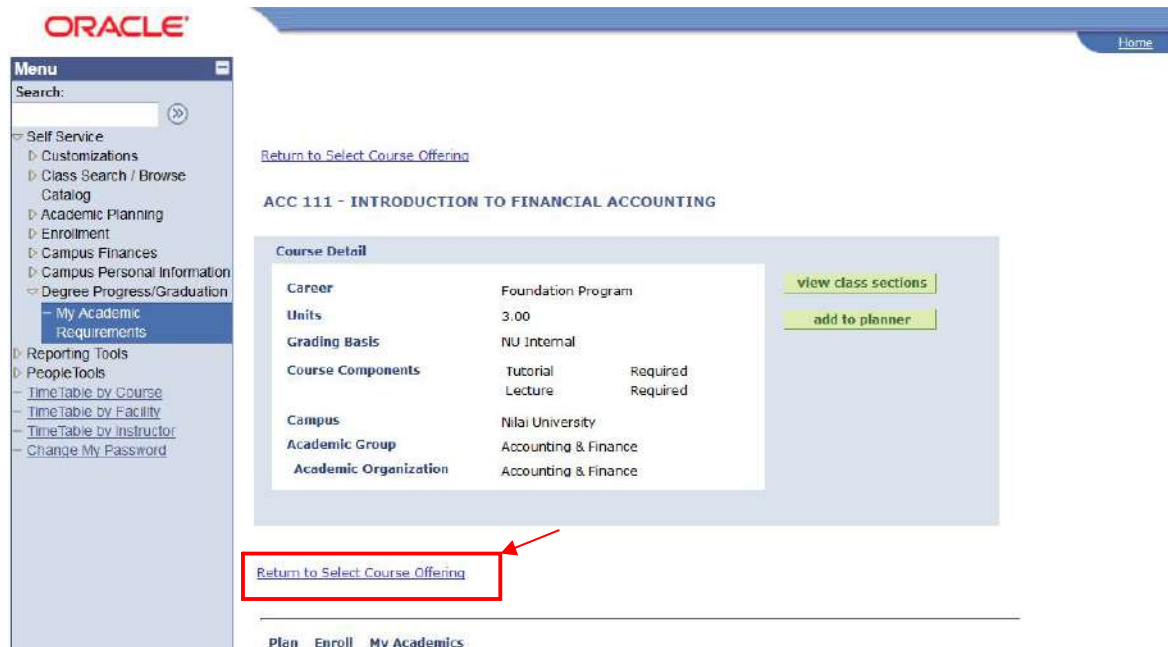 ORACLE
Home
Menu
Search:
Self Service
Customizations
Class Search / Browse
Catalog
Academic Planning
Enrollment
Campus Finances
Campus Personal Information
Degree Progress/Graduation
My Academic
Requirements
Reporting Tools
PeopleTools
TimeTable by Course
TimeTable by Facility
TimeTable by Instructor
Change My Password
Return to Select Course Offering
ACC 111 - INTRODUCTION TO FINANCIAL ACCOUNTING
Course Detail
Career Foundation Program
Units 3.00
Grading Basis NU Internal
Course Components Tutorial Required
Lecture Required
Campus Nilai University
Academic Group Accounting & Finance
Academic Organization Accounting & Finance
view class sections
add to planner
Return to Select Course Offering
Plan Enroll My Academics